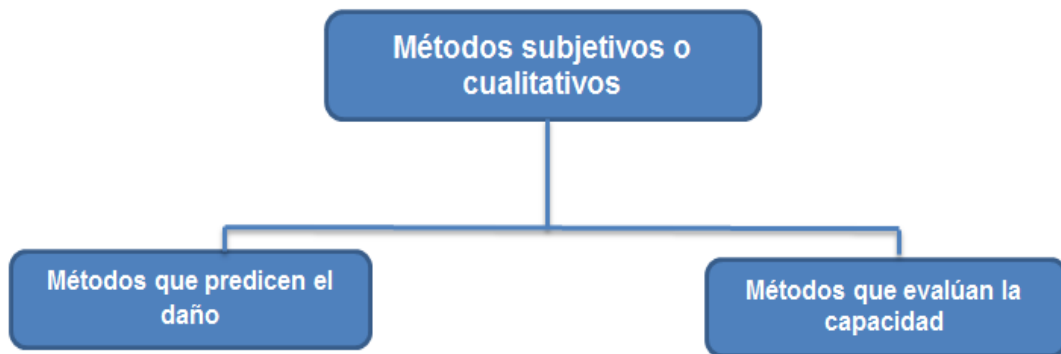 Métodos subjetivos o
cualitativos
Métodos que predicen el
daño
Métodos que evalúan la
capacidad